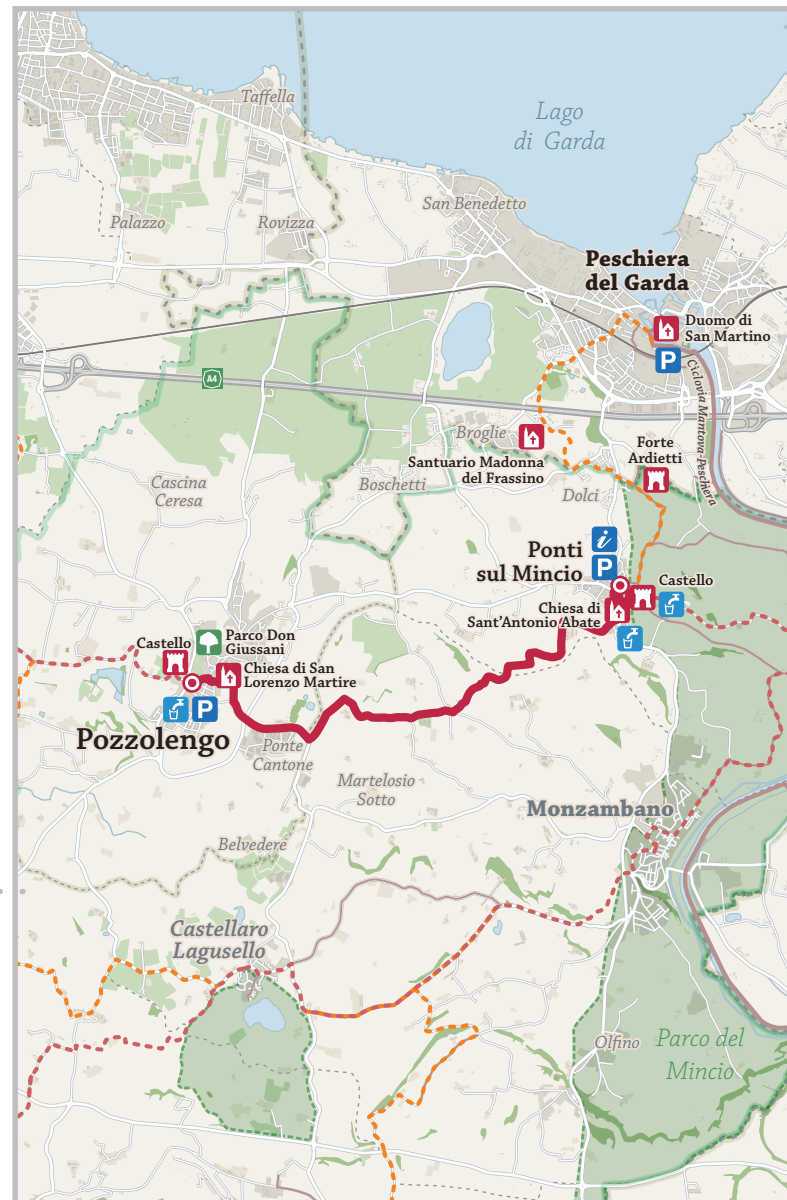 Taffella
Lago
di Garda
San Benedetto
Palazzo
Rovizza
Peschiera
del Garda
Duomo di
San Martino
P
A4
Ciclovia Mantova-Peschiera
Broglie
Santuario Madonna
del Frassino
Forte
Ardietti
Cascina
Ceresa
Boschetti
Dolci
i
P
Ponti
sul Mincio
Castello
Chiesa di
Sant'Antonio Abate
Castello
Parco Don
Giussani
Chiesa di San
Lorenzo Martire
P
Pozzolengo
Ponte
Cantone
Martelosio
Sotto
Monzambano
Belvedere
Castellaro
Lagusello
Olfino
Parco del
Mincio